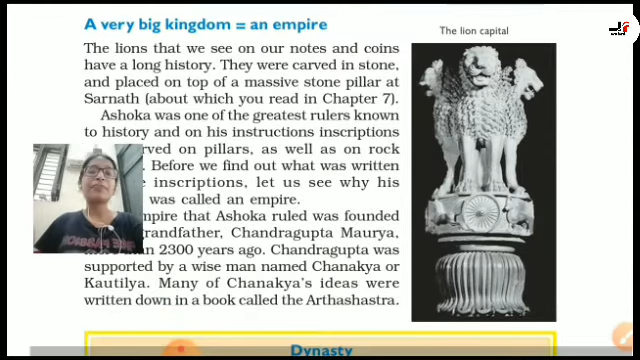 A very big kingdom = an empire
The lion capital
The lions that we see on our notes and coins
have a long history. They were carved in stone,
and placed on top of a massive stone pillar at
Sarnath (about which you read in Chapter 7).
Ashoka was one of the greatest rulers known
to history and on his instructions inscriptions
rved on pillars, as well as on rock
. Before we find out what was written
e inscriptions, let us see why his
was called an empire.
mpire that Ashoka ruled was founded
grandfather, Chandragupta Maurya,
an 2300 years ago. Chandragupta was
supported by a wise man named Chanakya or
Kautilya. Many of Chanakya's ideas were
written down in a book called the Arthashastra.
Dynasty